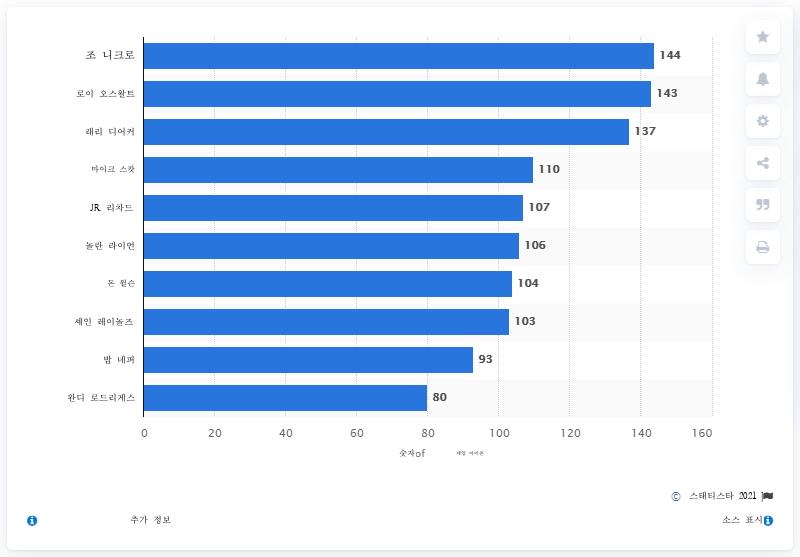 조 니크로 144
로이 오스왈트 143
래리 디어커 137
마이크 스캇 110
JR 리차드 107
놀란 라이언 106
돈 윌슨 104
셰인 레이놀즈 103
밥 네퍼 93
완디 로드리게스 80
0 20 40 60 80 100 120 140 160
숫자of
© 스태티스타 2021
추가 정보 소스 표시